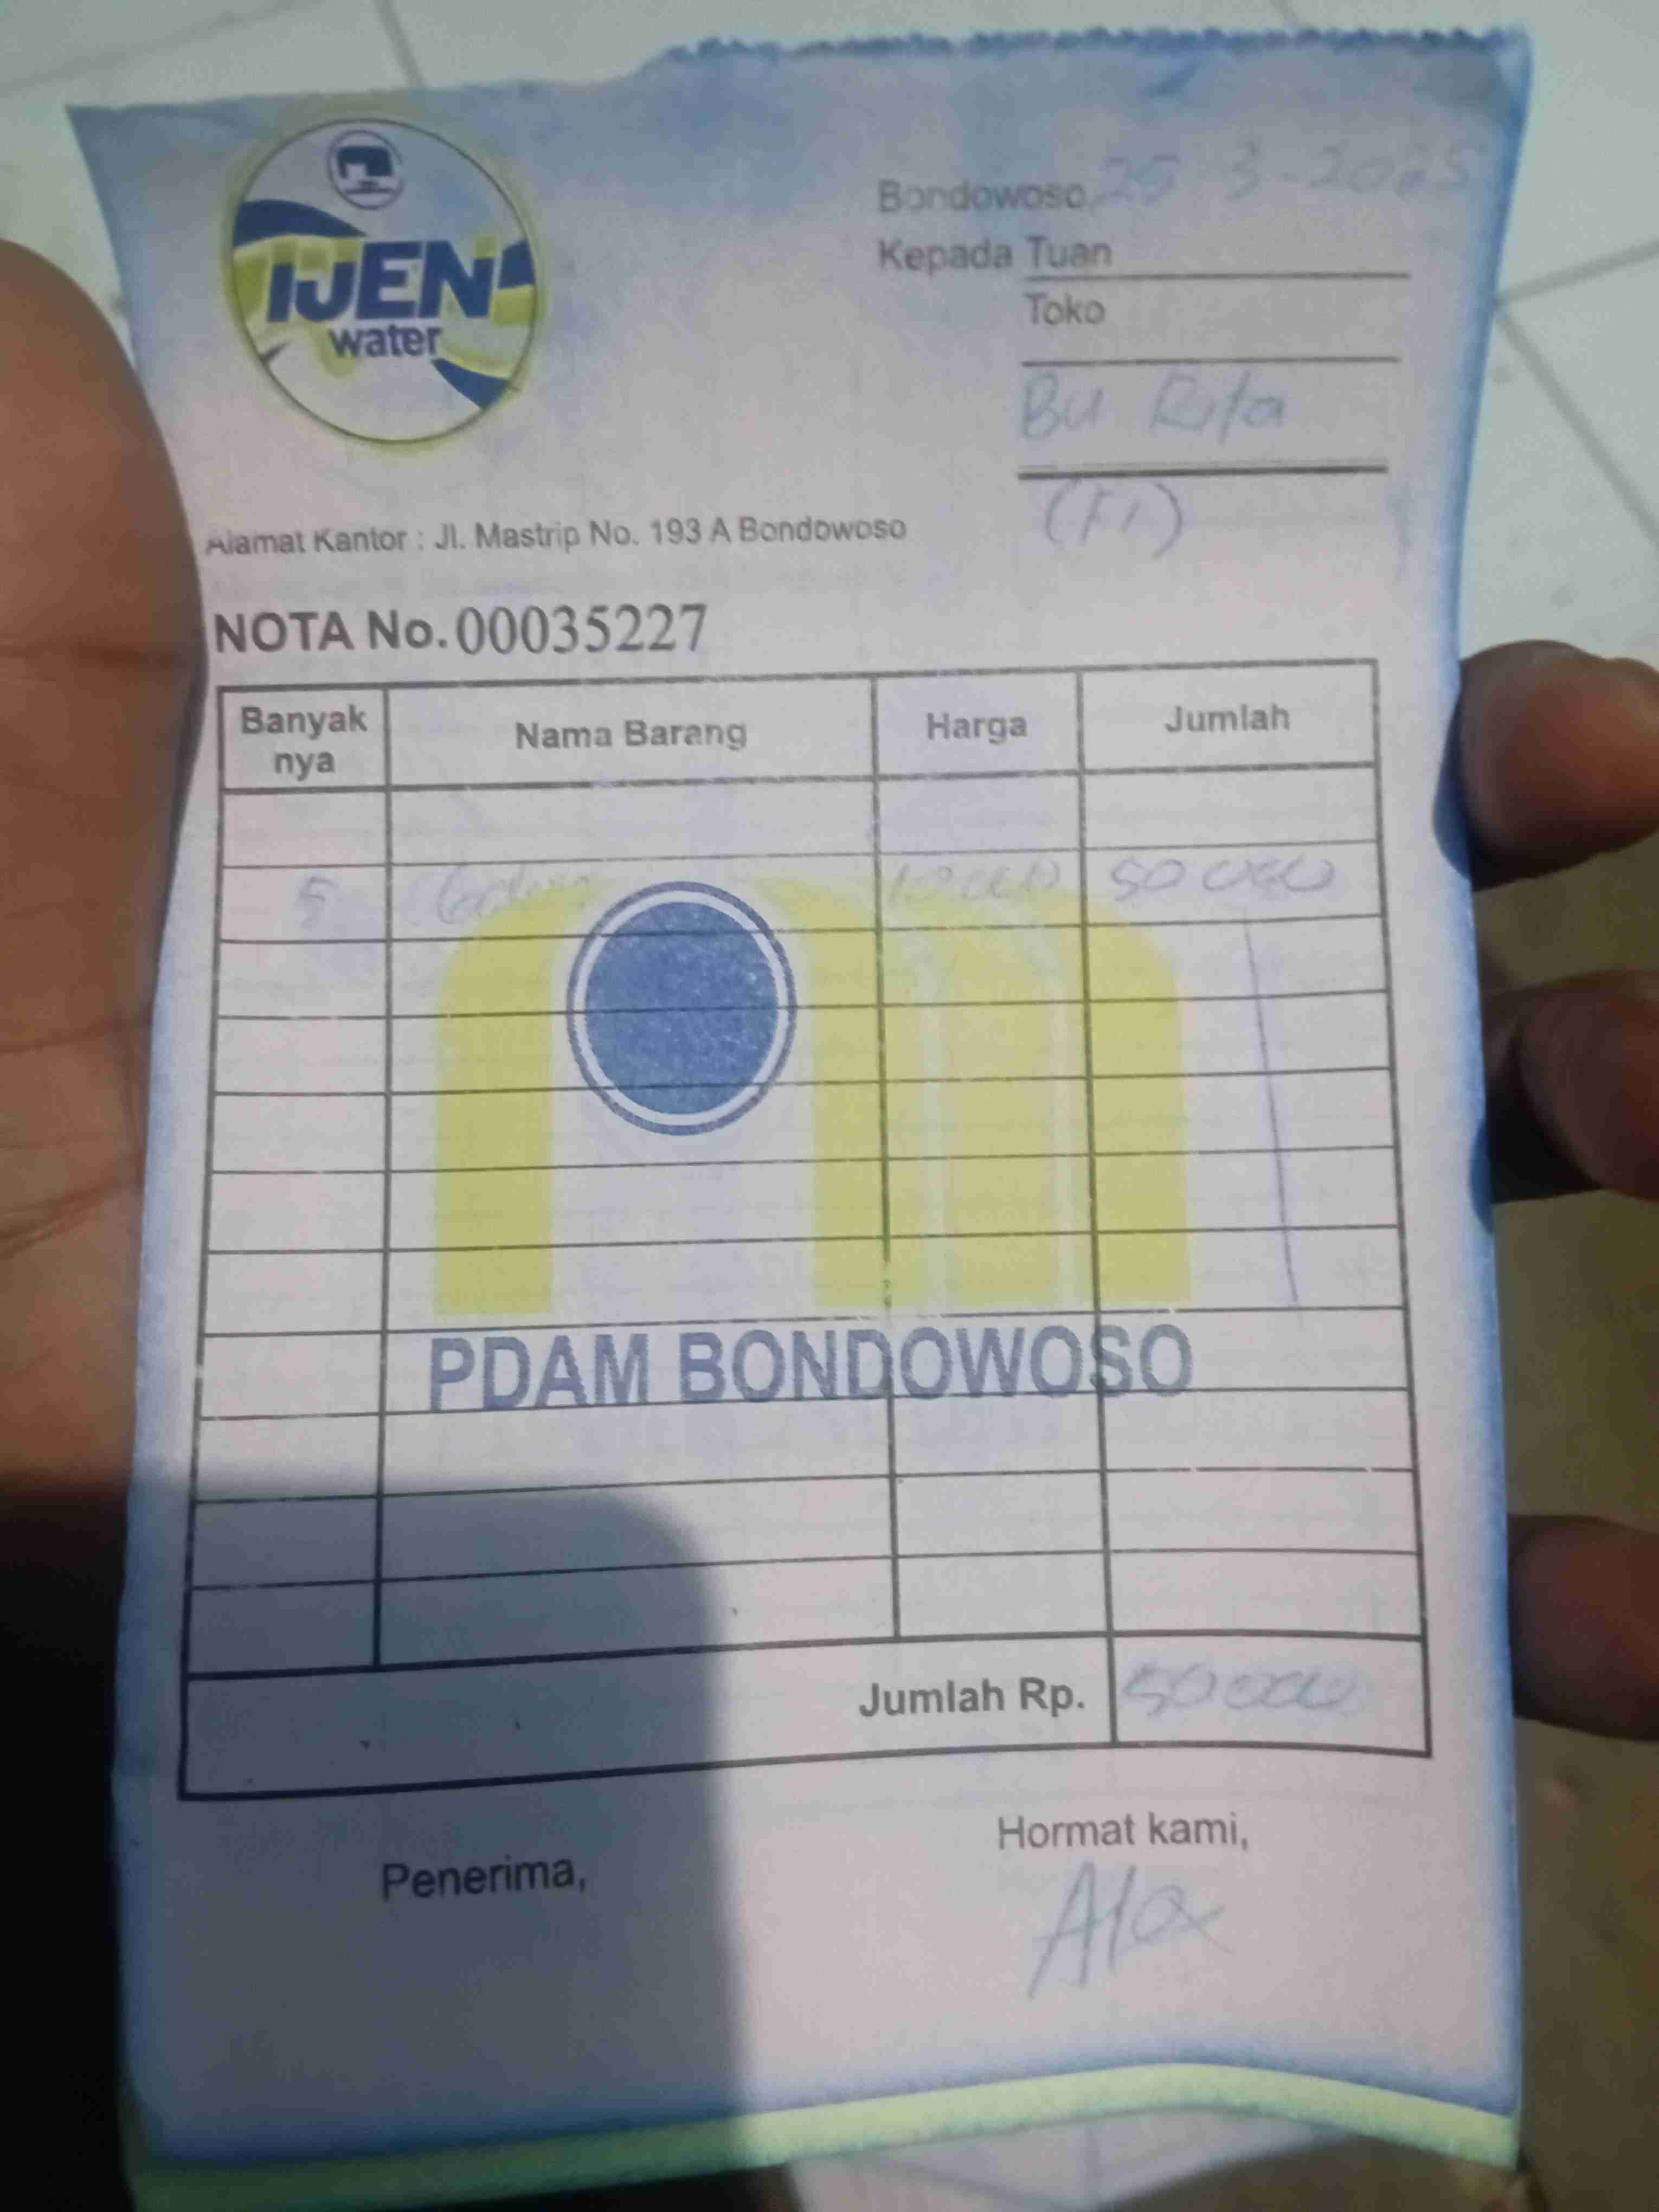 IJEN
water
Bondowoso, 25 3-2025
Kepada Tuan
Toko
Bu Rita
(F1)
Alamat Kantor : Jl. Mastrip No. 193 A Bondowoso
NOTA No. 00035227
Banyak nya Nama Barang Harga Jumlah
5 10000 50000
PDAM BONDOWOSO
Jumlah Rp. 50000
Penerima,
Hormat kami,